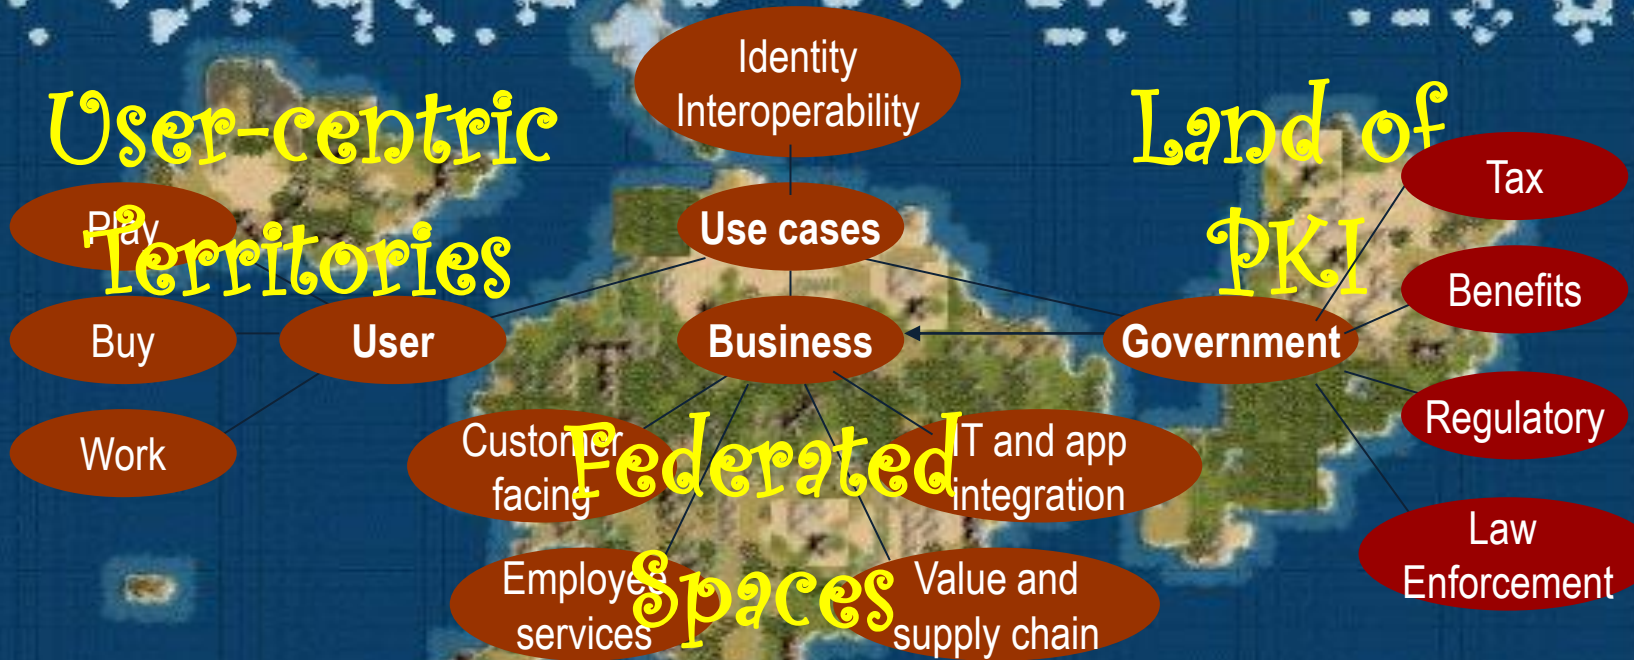 Identity
Interoperability
User-centric
Territories
Land of
PKI
Use cases
Play
Buy
Work
User
Business
Government
Tax
Benefits
Regulatory
Law
Enforcement
Customer
facing
IT and app
integration
Federated
Spaces
Employee
services
Value and
supply chain